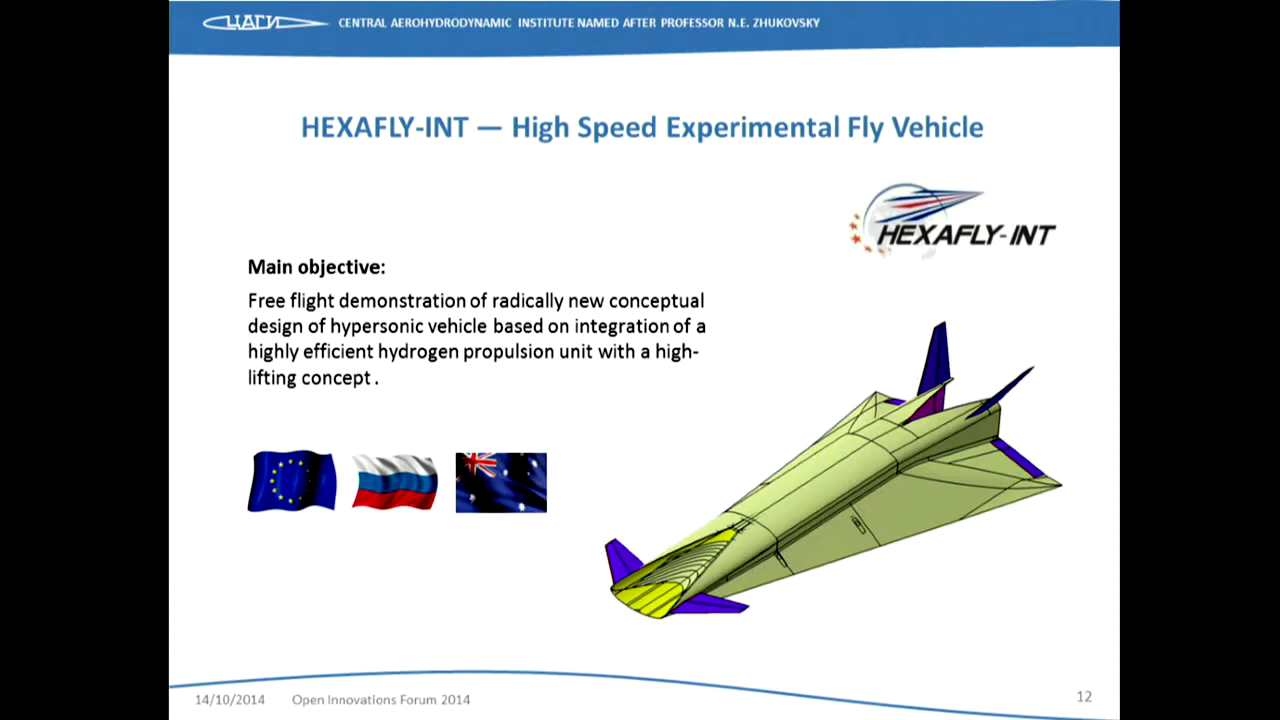 ЦАГИ
CENTRAL AEROHYDRODYNAMIC INSTITUTE NAMED AFTER PROFESSOR N.E. ZHUKOVSKY
HEXAFLY-INT — High Speed Experimental Fly Vehicle
HEXAFLY-INT
Main objective:
Free flight demonstration of radically new conceptual
design of hypersonic vehicle based on integration of a
highly efficient hydrogen propulsion unit with a high-
lifting concept .
14/10/2014
Open Innovations Forum 2014
12